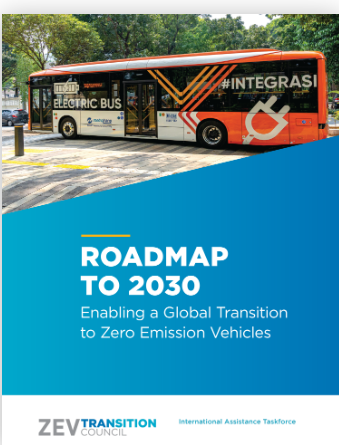 #INTEGRASI
ELECTRIC BUS
ROADMAP
TO 2030
Enabling a Global Transition
to Zero Emission Vehicles
ZEV TRANSITION
COUNCIL
International Assistance Taskforce